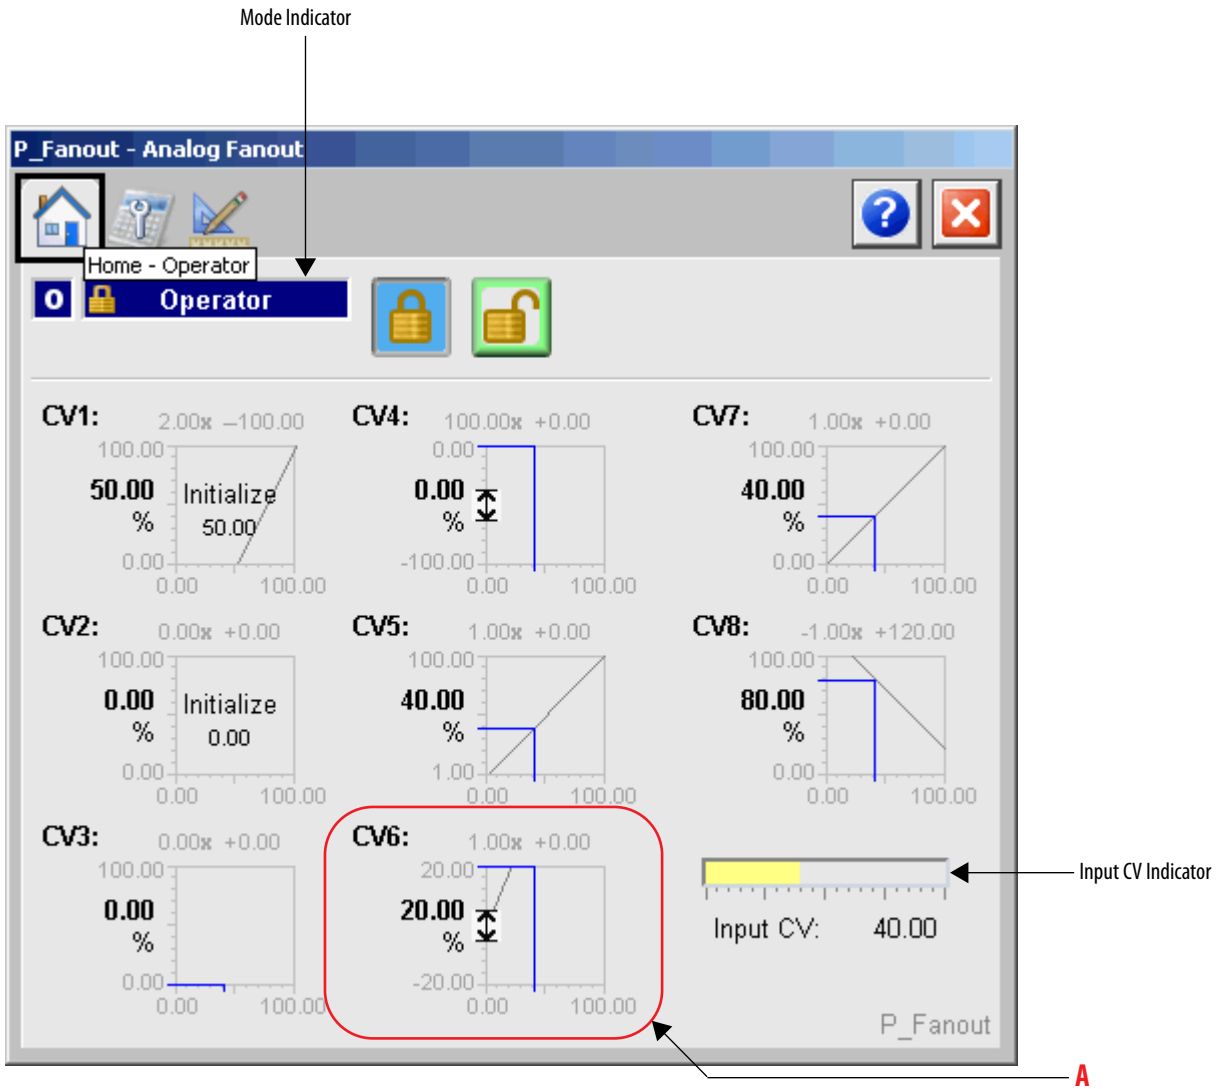 Mode Indicator
P_Fanout - Analog Fanout
?
Home - Operator
O Operator
CV1: 2.00x –100.00
100.00
50.00
%
Initialize
50.00
0.00
0.00 100.00
CV4: 100.00x +0.00
0.00
0.00
%
-100.00
0.00 100.00
CV7: 1.00x +0.00
100.00
40.00
%
0.00
0.00 100.00
CV2: 0.00x +0.00
100.00
0.00
%
Initialize
0.00
0.00
0.00 100.00
CV5: 1.00x +0.00
100.00
40.00
%
1.00
0.00 100.00
CV8: -1.00x +120.00
100.00
80.00
%
0.00
0.00 100.00
CV3: 0.00x +0.00
100.00
0.00
%
0.00
0.00 100.00
CV6: 1.00x +0.00
20.00
20.00
%
-20.00
0.00 100.00
Input CV Indicator
Input CV: 40.00
P_Fanout
A